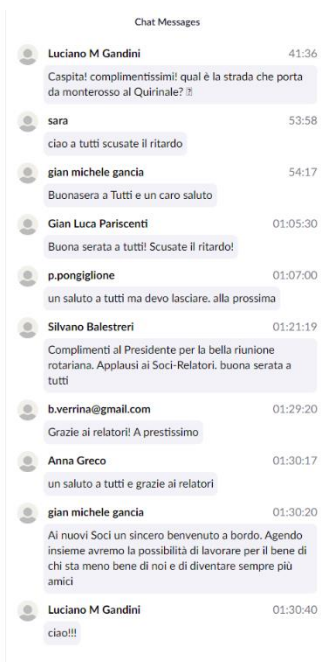 Chat Messages
Luciano M Gandini 41:36
Caspita! complimentissimi! qual è la strada che porta
da monterosso al Quirinale?
sara 53:58
ciao a tutti scusate il ritardo
gian michele gancia 54:17
Buonasera a Tutti e un caro saluto
Gian Luca Pariscenti 01:05:30
Buona serata a tutti! Scusate il ritardo!
p.pongiglione 01:07:00
un saluto a tutti ma devo lasciare. alla prossima
Silvano Balestreri 01:21:19
Complimenti al Presidente per la bella riunione
rotariana. Applausi ai Soci-Relatori. buona serata a
tutti
b.verrina@gmail.com 01:29:20
Grazie ai relatori! A prestissimo
Anna Greco 01:30:17
un saluto a tutti e grazie ai relatori
gian michele gancia 01:30:20
Ai nuovi Soci un sincero benvenuto a bordo. Agendo
insieme avremo la possibilità di lavorare per il bene di
chi sta meno bene di noi e di diventare sempre più
amici
Luciano M Gandini 01:30:40
ciao!!!